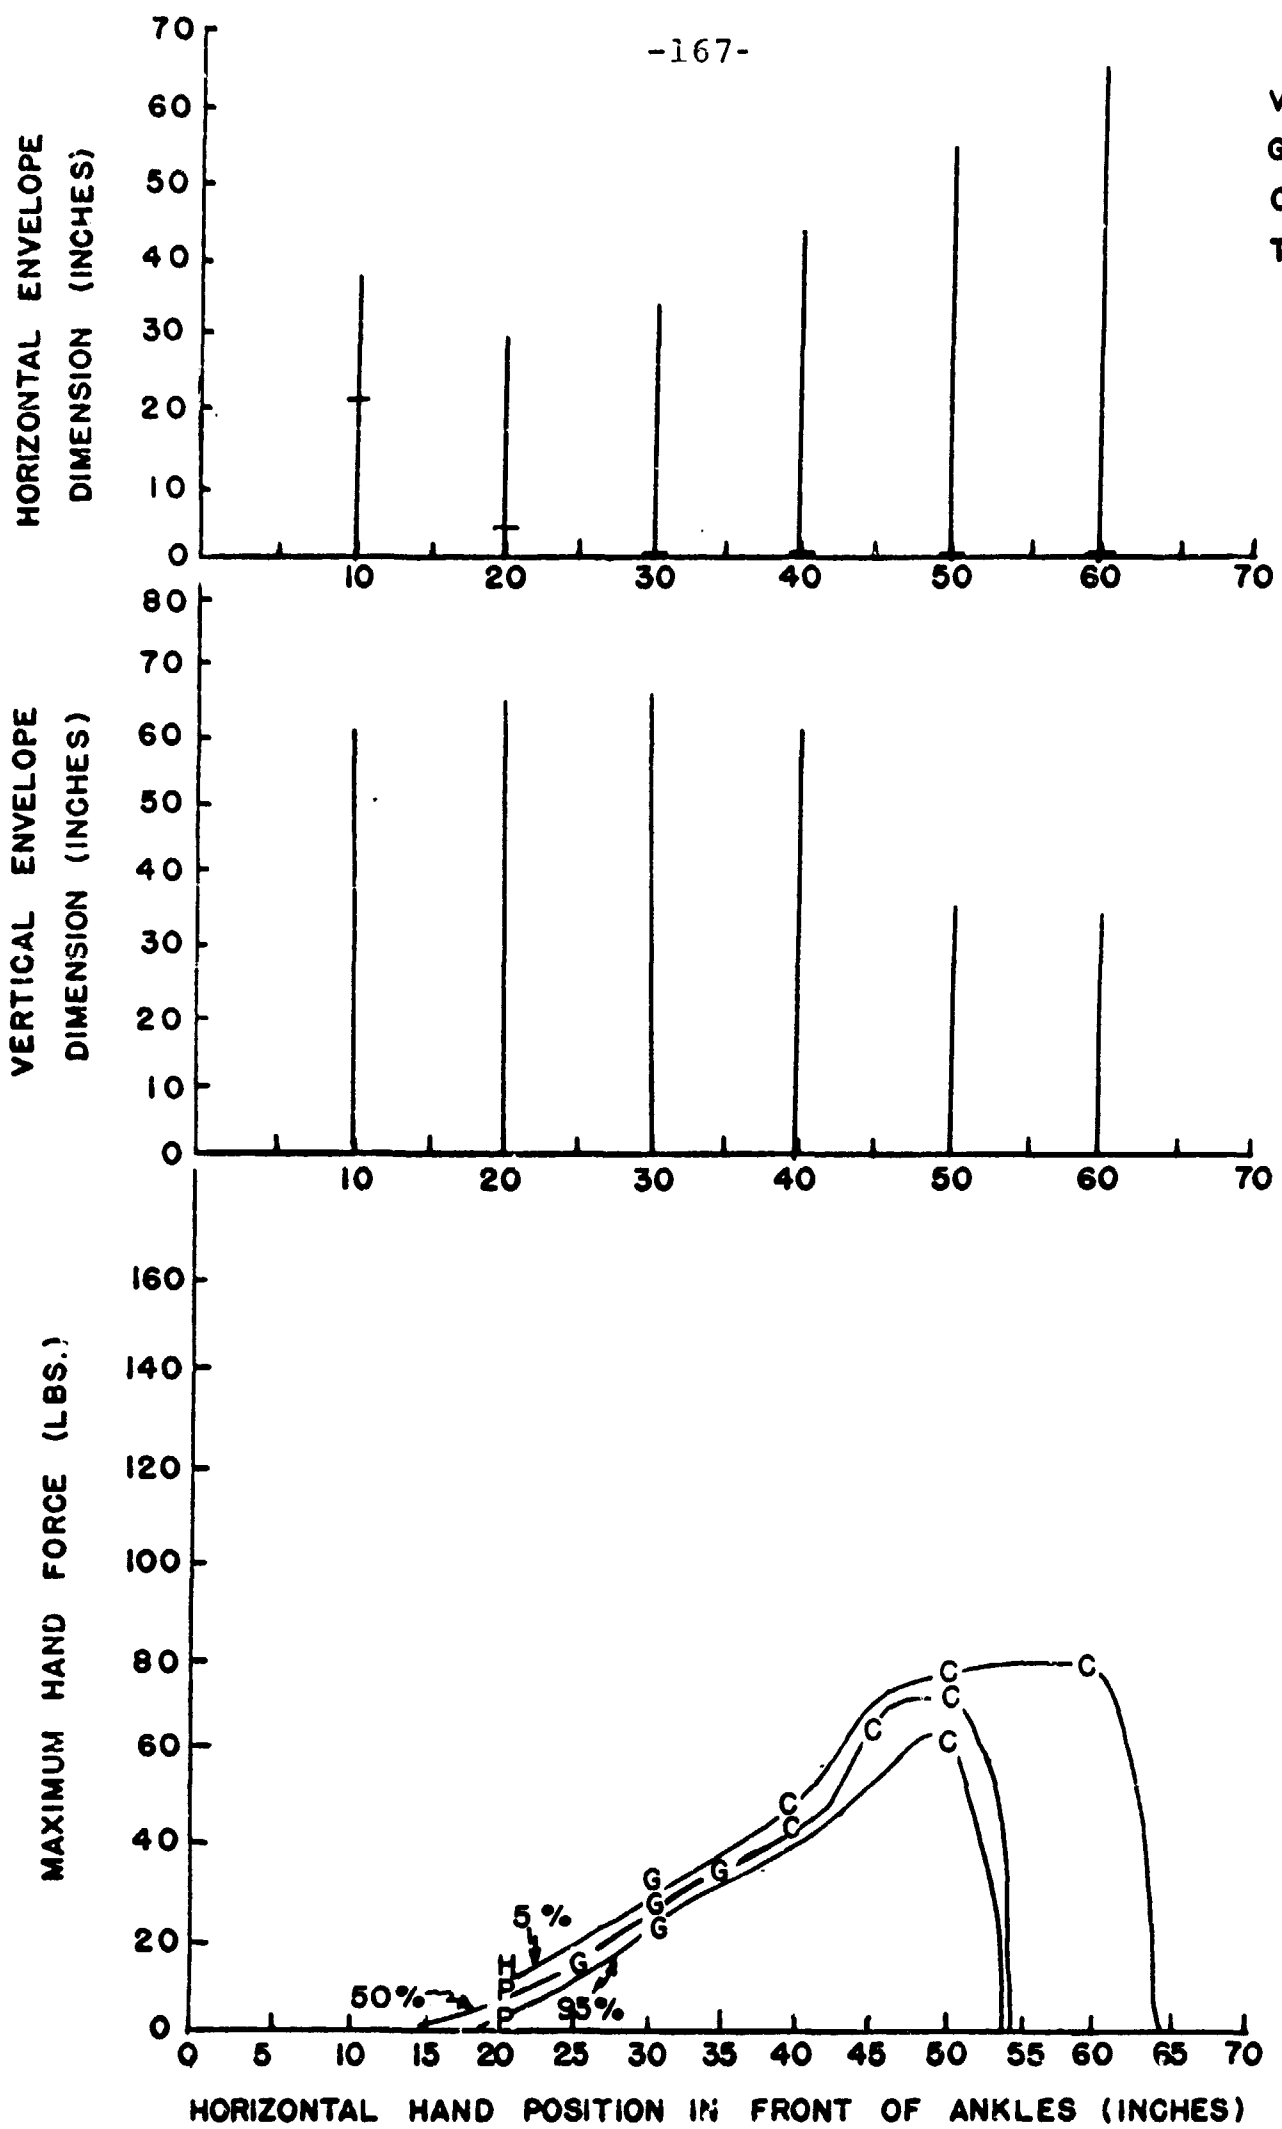 -167-
HORIZONTAL ENVELOPE
DIMENSION (INCHES)
70
60
50
40
30
20
10
0
10 20 30 40 50 60 70
V
G
C
T
VERTICAL ENVELOPE
DIMENSION (INCHES)
80
70
60
50
40
30
20
10
0
10 20 30 40 50 60 70
MAXIMUM HAND FORCE (LBS.)
160
140
120
100
80
60
40
20
0
C C
C
C C
C
C
G G
G
G
5% G
H
P
50% P 95%
0 5 10 15 20 25 30 35 40 45 50 55 60 65 70
HORIZONTAL HAND POSITION IN FRONT OF ANKLES (INCHES)